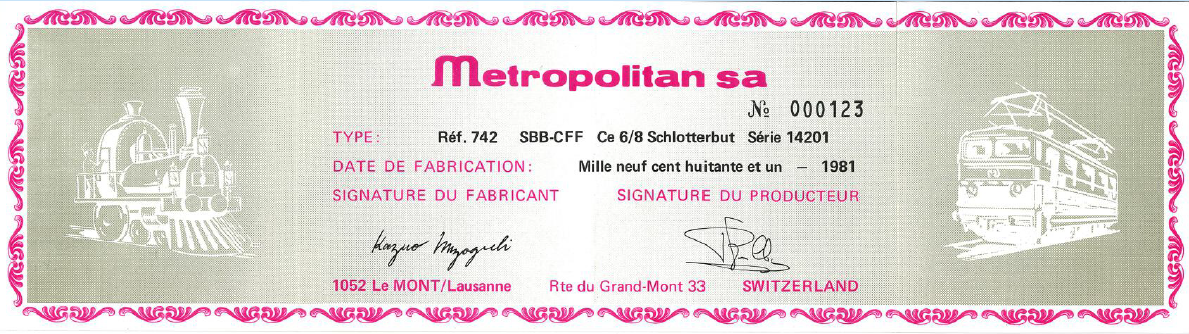 Metropolitan sa
№ 000123
TYPE: Réf. 742 SBB-CFF Ce 6/8 Schlotterbut Série 14201
DATE DE FABRICATION: Mille neuf cent huitante et un – 1981
SIGNATURE DU FABRICANT SIGNATURE DU PRODUCTEUR
Kazuo Mizoguchi
1052 Le MONT/Lausanne Rte du Grand-Mont 33 SWITZERLAND